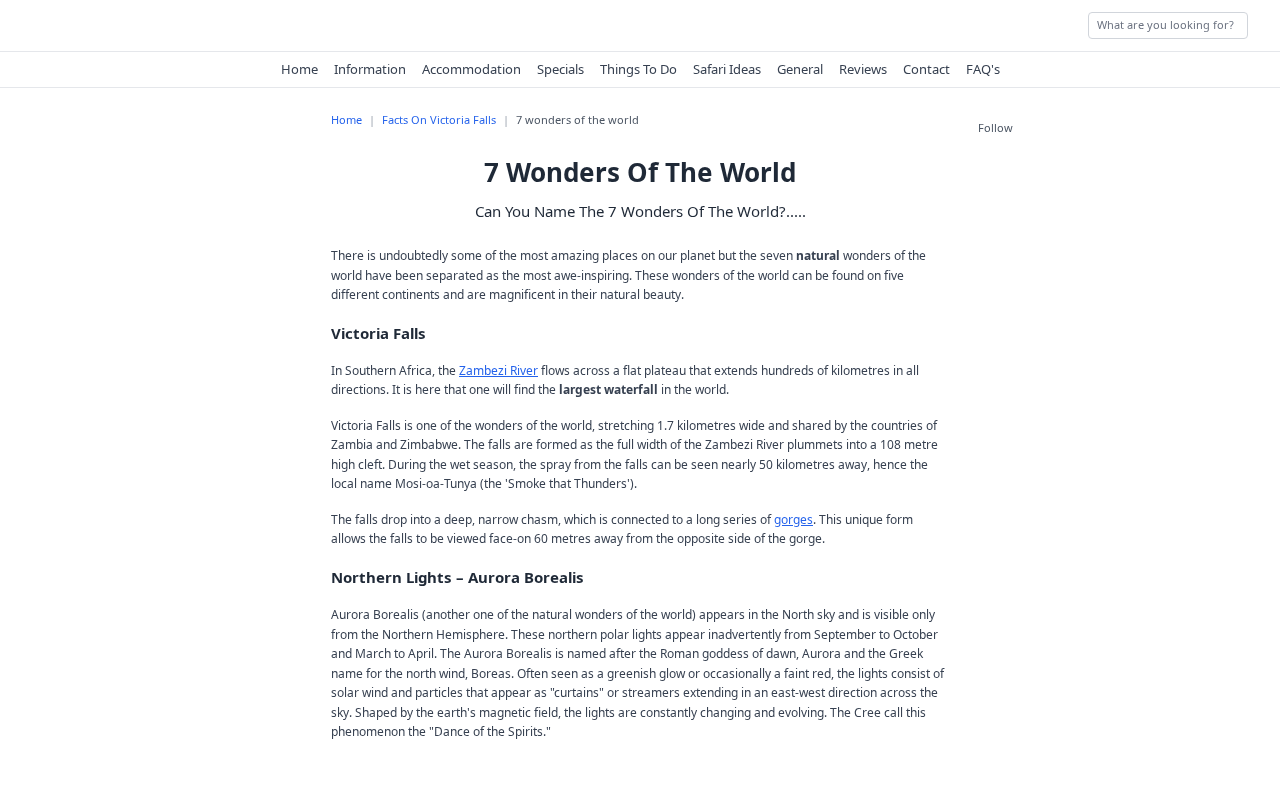 What are you looking for?
Home Information Accommodation Specials Things To Do Safari Ideas General Reviews Contact FAQ's
Home | Facts On Victoria Falls | 7 wonders of the world
Follow
7 Wonders Of The World
Can You Name The 7 Wonders Of The World?.....
There is undoubtedly some of the most amazing places on our planet but the seven natural wonders of the
world have been separated as the most awe-inspiring. These wonders of the world can be found on five
different continents and are magnificent in their natural beauty.
Victoria Falls
In Southern Africa, the Zambezi River flows across a flat plateau that extends hundreds of kilometres in all
directions. It is here that one will find the largest waterfall in the world.
Victoria Falls is one of the wonders of the world, stretching 1.7 kilometres wide and shared by the countries of
Zambia and Zimbabwe. The falls are formed as the full width of the Zambezi River plummets into a 108 metre
high cleft. During the wet season, the spray from the falls can be seen nearly 50 kilometres away, hence the
local name Mosi-oa-Tunya (the 'Smoke that Thunders').
The falls drop into a deep, narrow chasm, which is connected to a long series of gorges. This unique form
allows the falls to be viewed face-on 60 metres away from the opposite side of the gorge.
Northern Lights – Aurora Borealis
Aurora Borealis (another one of the natural wonders of the world) appears in the North sky and is visible only
from the Northern Hemisphere. These northern polar lights appear inadvertently from September to October
and March to April. The Aurora Borealis is named after the Roman goddess of dawn, Aurora and the Greek
name for the north wind, Boreas. Often seen as a greenish glow or occasionally a faint red, the lights consist of
solar wind and particles that appear as "curtains" or streamers extending in an east-west direction across the
sky. Shaped by the earth's magnetic field, the lights are constantly changing and evolving. The Cree call this
phenomenon the "Dance of the Spirits."